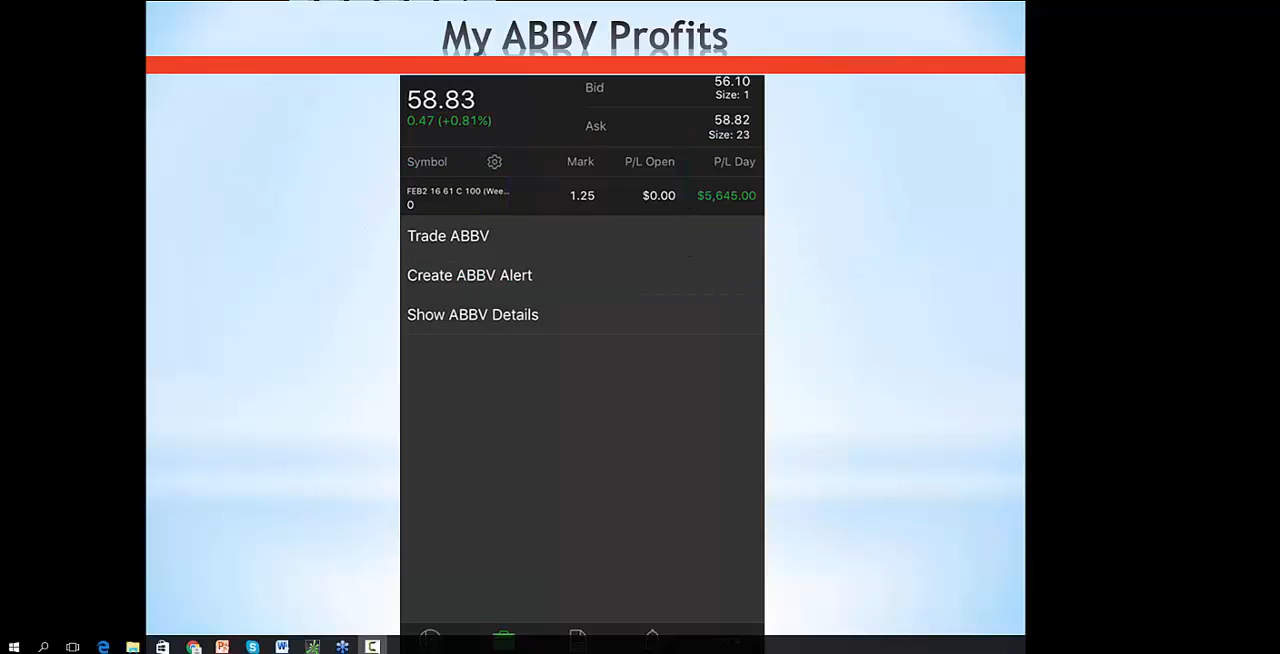 My ABBV Profits
58.83
0.47 (+0.81%)
Bid
56.10
Size: 1
Ask
58.82
Size: 23
Symbol Mark P/L Open P/L Day
FEB2 16 61 C 100 (Wee...
0
1.25 $0.00 $5,645.00
Trade ABBV
Create ABBV Alert
Show ABBV Details